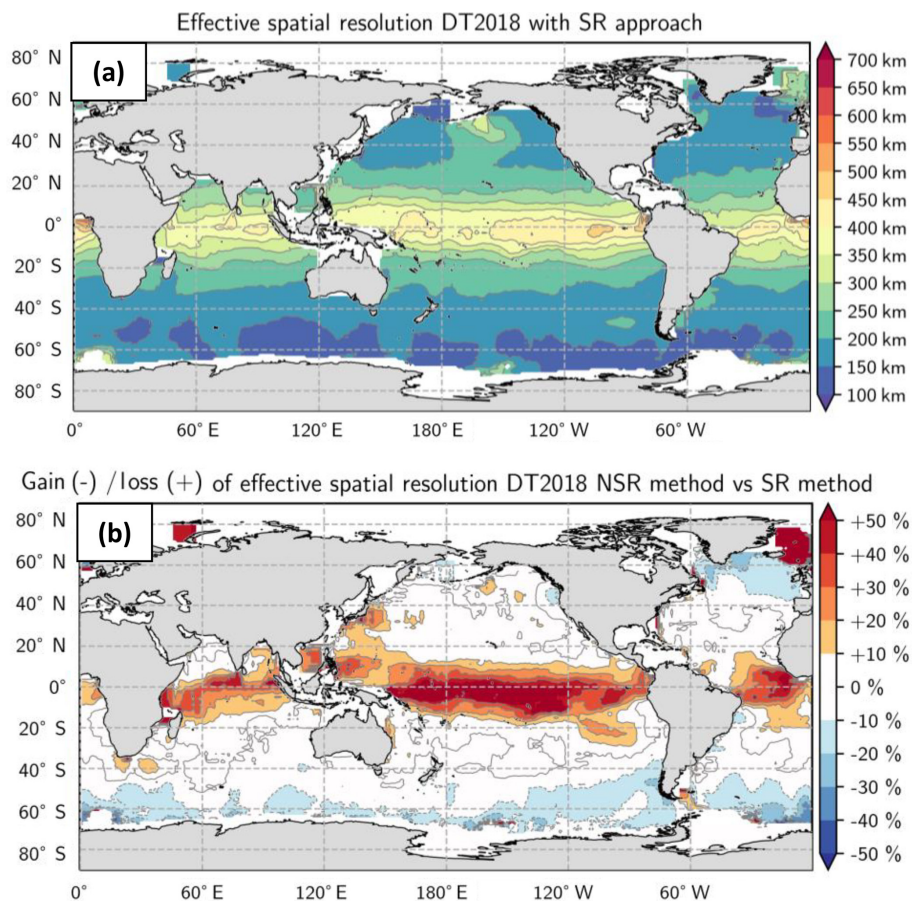 Effective spatial resolution DT2018 with SR approach
(a)
80° N
60° N
40° N
20° N
0°
20° S
40° S
60° S
80° S
0°
60° E
120° E
180° E
120° W
60° W
700 km
650 km
600 km
550 km
500 km
450 km
400 km
350 km
300 km
250 km
200 km
150 km
100 km
Gain (-) /loss (+) of effective spatial resolution DT2018 NSR method vs SR method
(b)
80° N
60° N
40° N
20° N
0°
20° S
40° S
60° S
80° S
0°
60° E
120° E
180° E
120° W
60° W
+50 %
+40 %
+30 %
+20 %
+10 %
0 %
-10 %
-20 %
-30 %
-40 %
-50 %